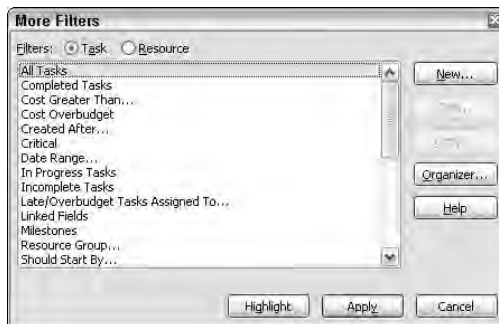 More Filters
Filters: Task Resource
All Tasks
Completed Tasks
Cost Greater Than...
Cost Overbudget
Created After...
Critical
Date Range...
In Progress Tasks
Incomplete Tasks
Late/Overbudget Tasks Assigned To...
Linked Fields
Milestones
Resource Group...
Should Start By...
New...
Organizer...
Help
Highlight Apply Cancel